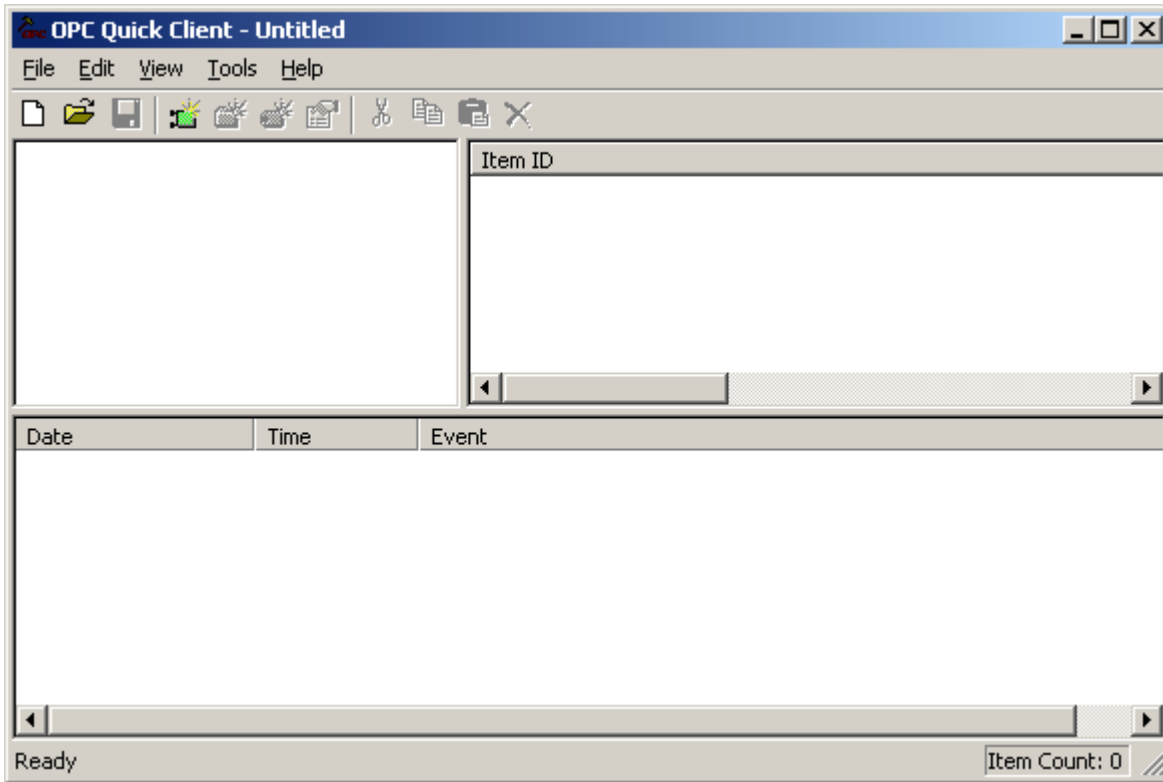 OPC Quick Client - Untitled
File Edit View Tools Help
Item ID
Date Time Event
Ready Item Count: 0